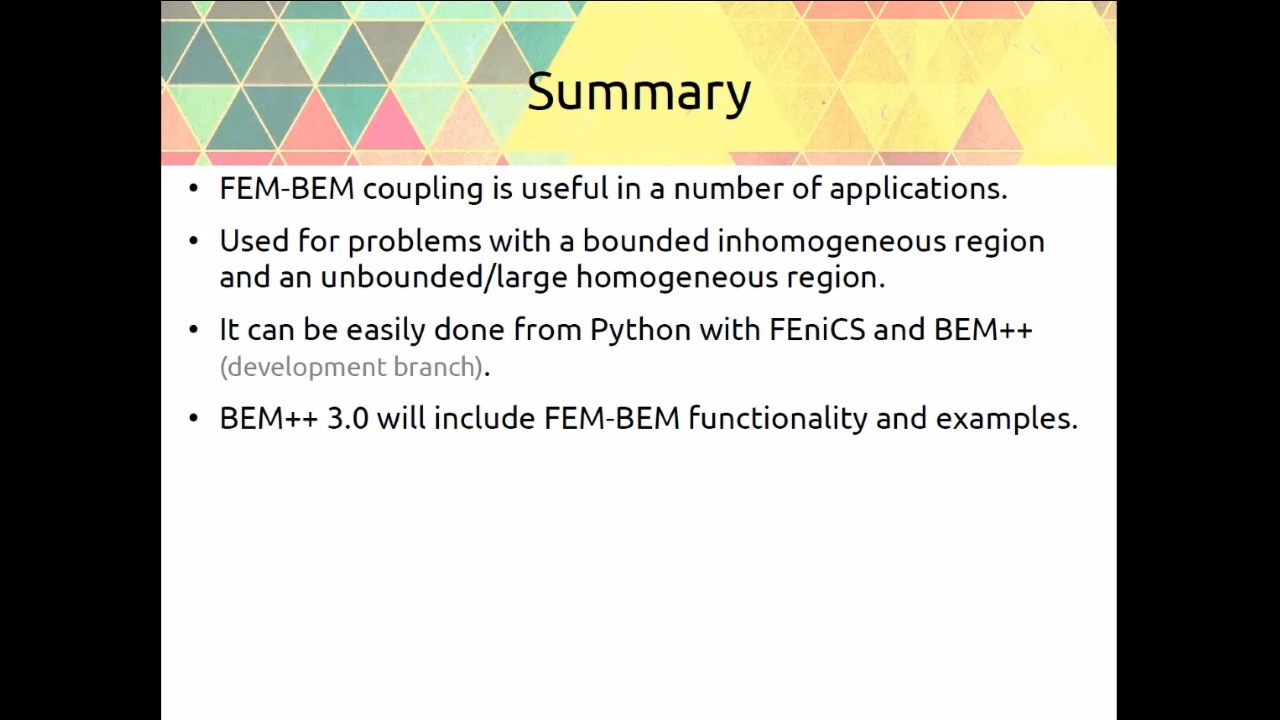 Summary
• FEM-BEM coupling is useful in a number of applications.
• Used for problems with a bounded inhomogeneous region
and an unbounded/large homogeneous region.
• It can be easily done from Python with FEniCS and BEM++
(development branch).
• BEM++ 3.0 will include FEM-BEM functionality and examples.